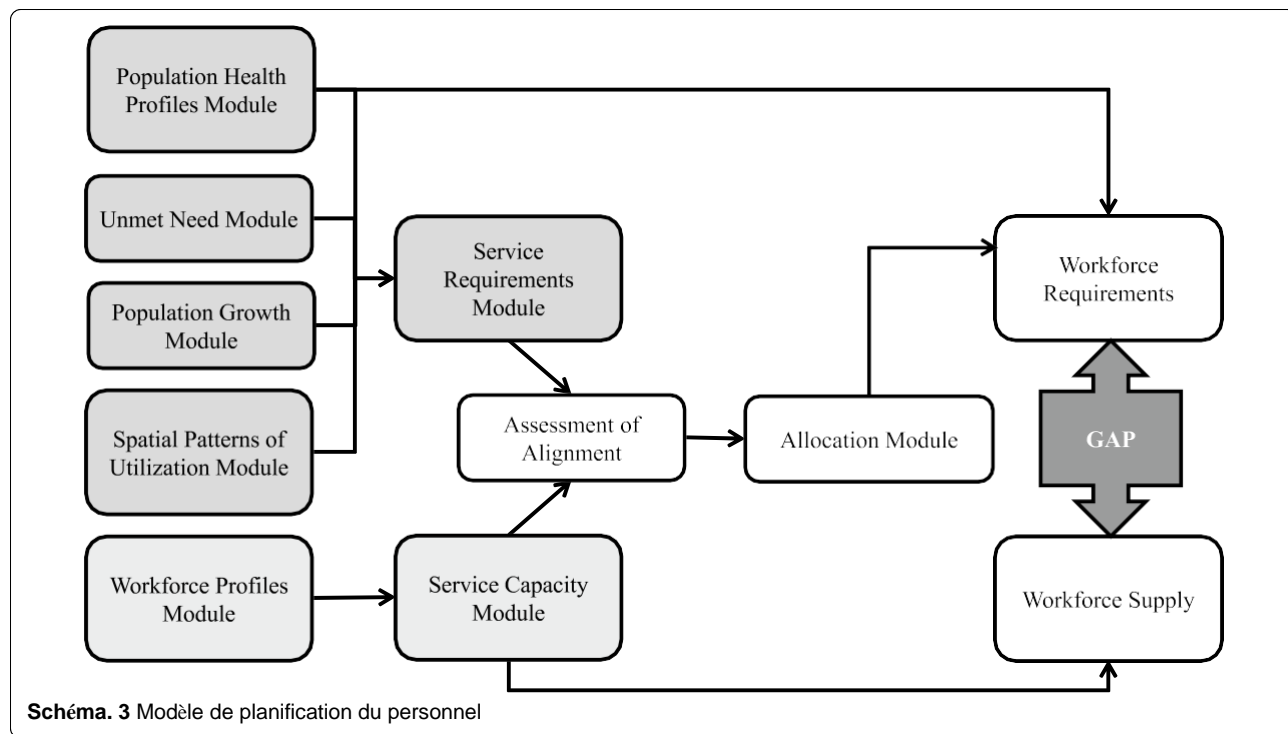 Population Health
Profiles Module
Unmet Need Module
Population Growth
Module
Spatial Patterns of
Utilization Module
Workforce Profiles
Module
Service
Requirements
Module
Service Capacity
Module
Assessment of
Alignment
Allocation Module
Workforce
Requirements
GAP
Workforce Supply
Schéma. 3 Modèle de planification du personnel